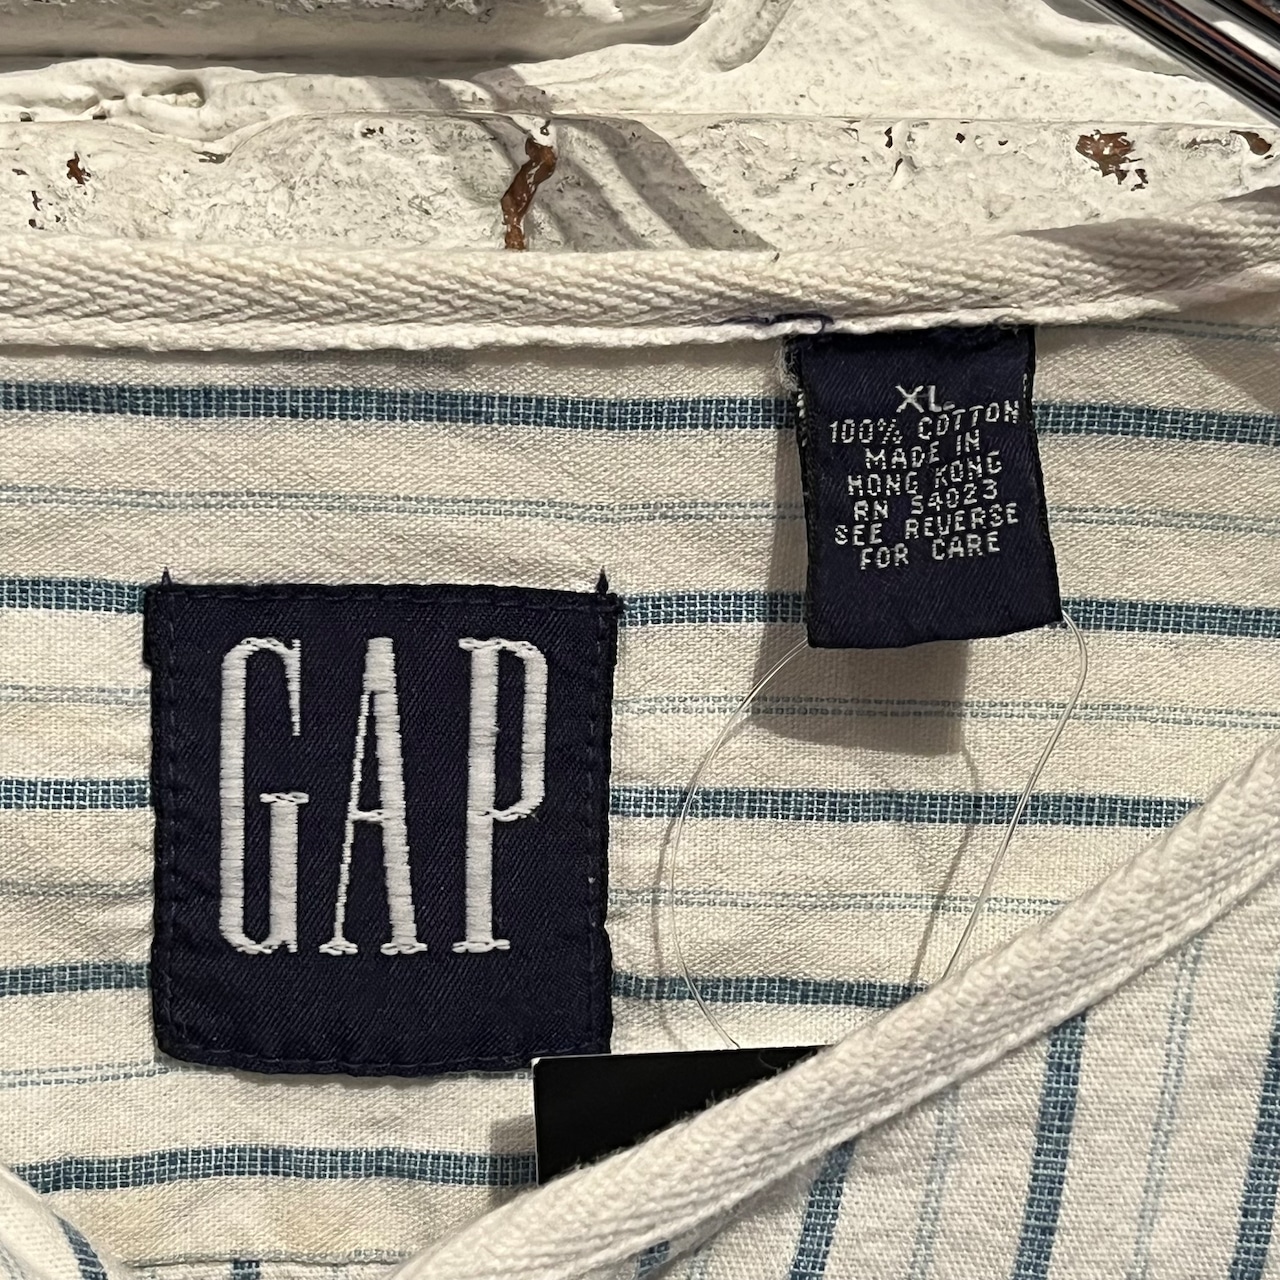 XL
100% COTTON
MADE IN
HONG KONG
RN 54023
SEE REVERSE
FOR CARE
GAP